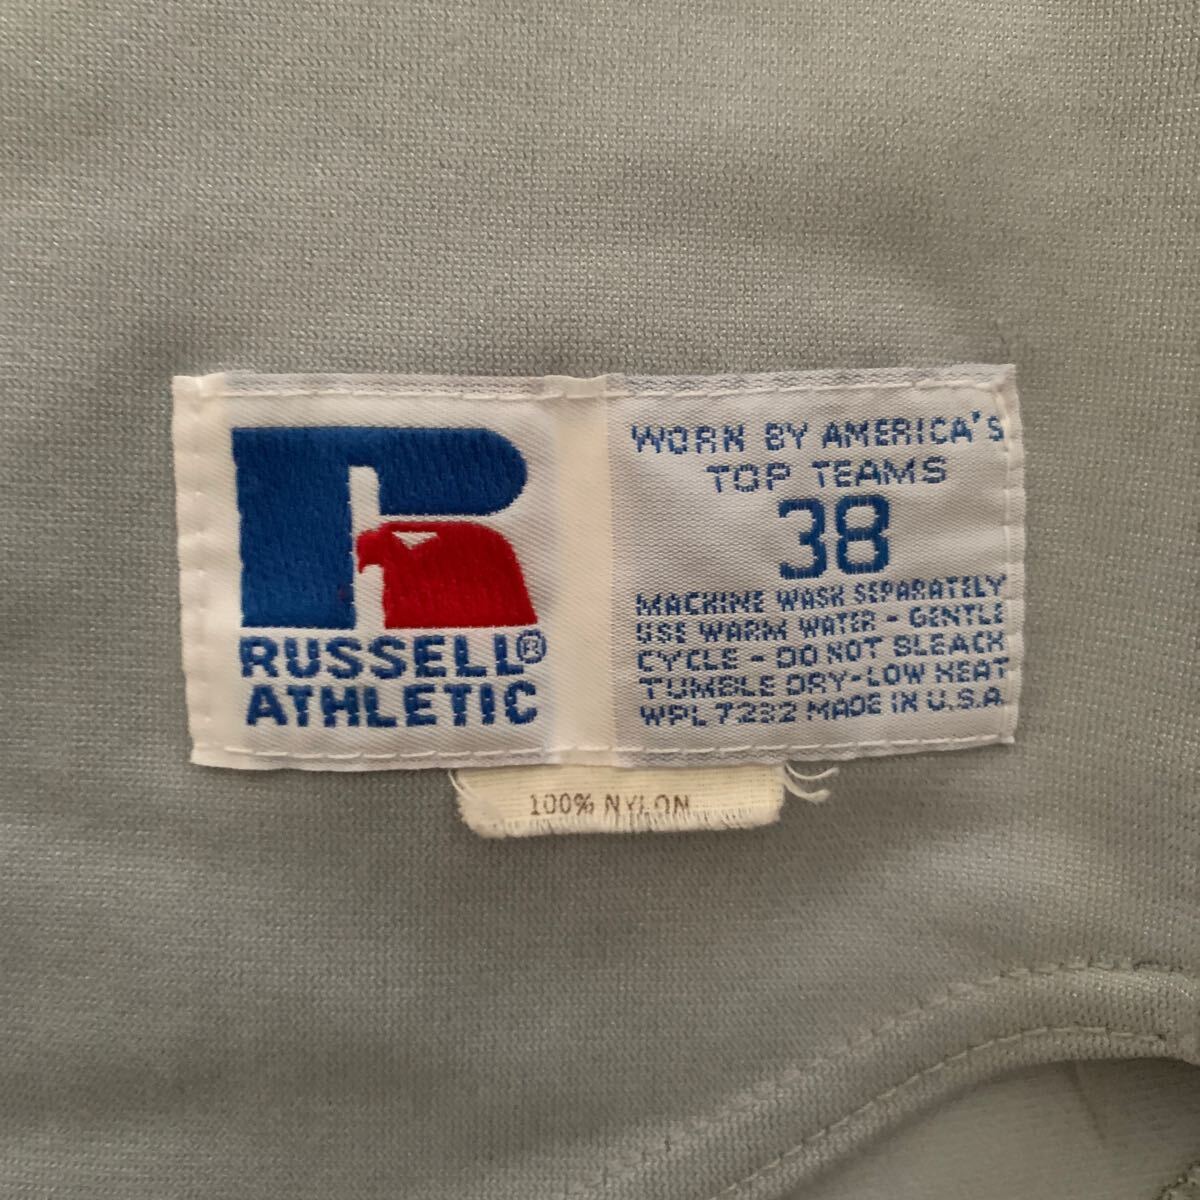 RUSSELL®
ATHLETIC
WORN BY AMERICA'S
TOP TEAMS
38
MACHINE WASH SEPARATELY
USE WARM WATER - GENTLE
CYCLE - DO NOT BLEACH
TUMBLE DRY-LOW HEAT
WPL 7232 MADE IN U.S.A.
100% NYLON